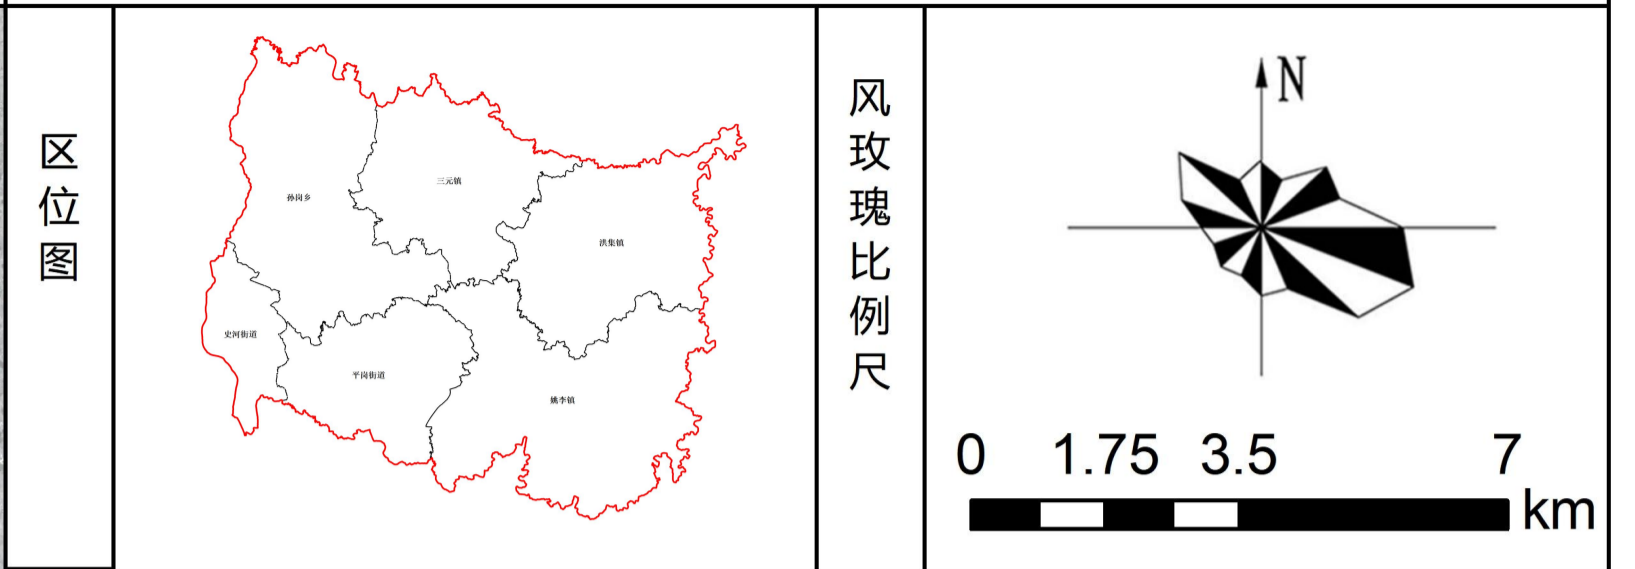 区位图
孙岗乡
三元镇
洪集镇
史河街道
平岗街道
姚李镇
风玫瑰比例尺
N
0 1.75 3.5 7
km